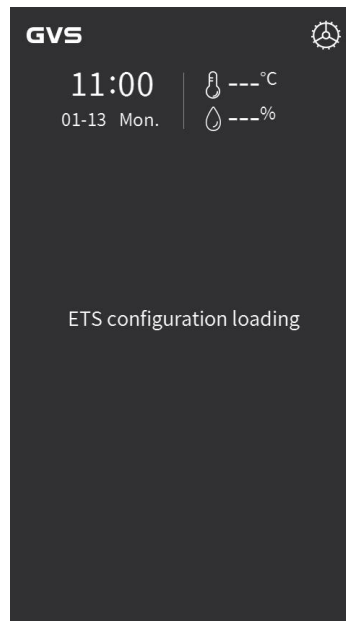 GVS
11:00
01-13 Mon.
---°C
---%
ETS configuration loading